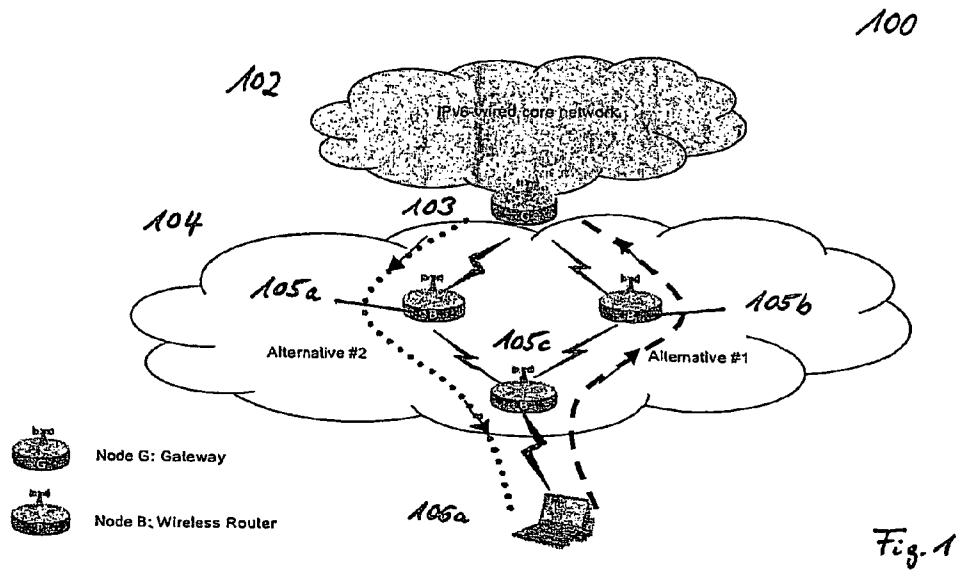 100
102
IPv6-wired core network
103
104
105a
105b
105c
Alternative #2
Alternative #1
Node G: Gateway
Node B: Wireless Router
106a
Fig. 1